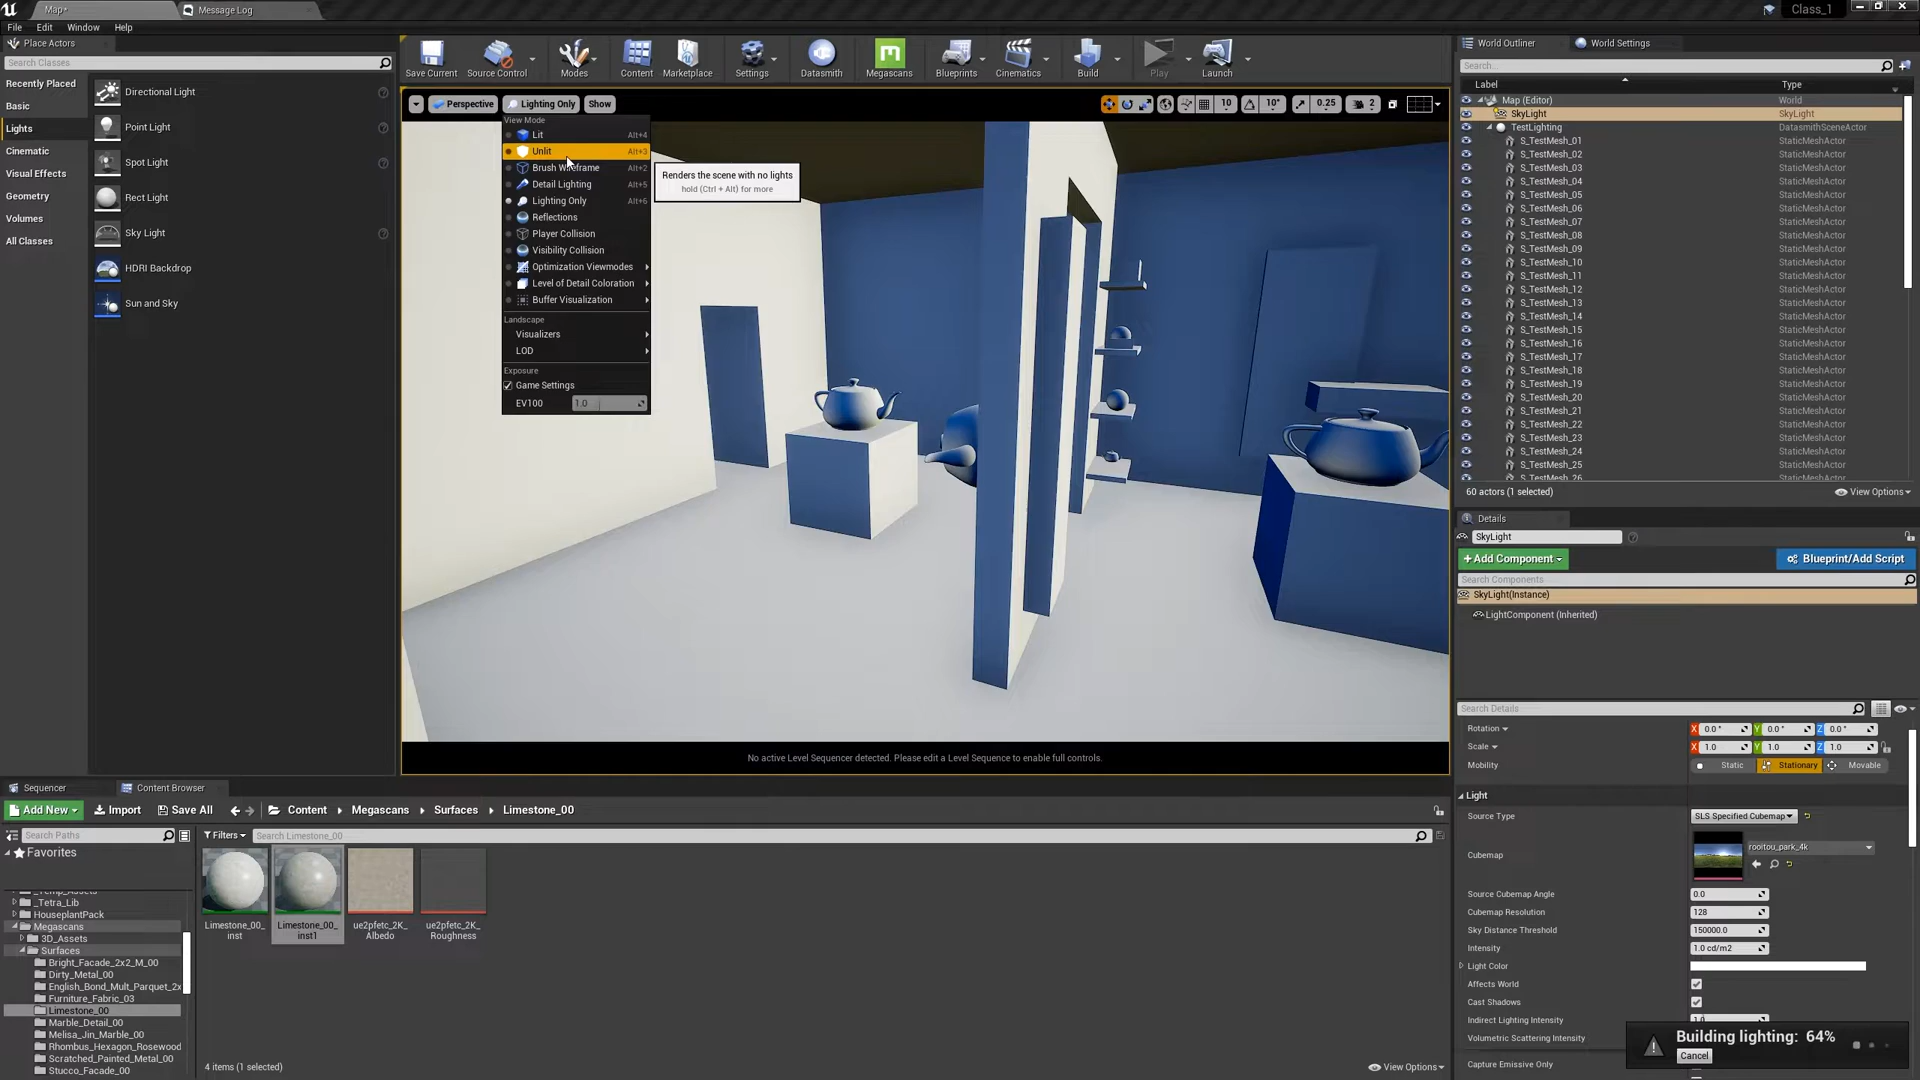 Map*
Message Log
Class_1
File
Edit
Window
Help
Place Actors
Search Classes
Recently Placed
Basic
Lights
Cinematic
Visual Effects
Geometry
Volumes
All Classes
Directional Light
Point Light
Spot Light
Rect Light
Sky Light
HDRI Backdrop
Sun and Sky
Save Current
Source Control
Modes
Content
Marketplace
Settings
Datasmith
Megascans
Blueprints
Cinematics
Build
Play
Launch
Perspective
Lighting Only
Show
10
10°
0.25
2
View Mode
Lit Alt+4
Unlit Alt+3
Brush Wireframe Alt+2
Detail Lighting Alt+5
Lighting Only Alt+6
Reflections
Player Collision
Visibility Collision
Optimization Viewmodes
Level of Detail Coloration
Buffer Visualization
Landscape
Visualizers
LOD
Exposure
Game Settings
EV100 1.0
Renders the scene with no lights
hold (Ctrl + Alt) for more
No active Level Sequencer detected. Please edit a Level Sequence to enable full controls.
World Outliner
World Settings
Search...
Label Type
Map (Editor) World
SkyLight SkyLight
TestLighting DatasmithSceneActor
S_TestMesh_01 StaticMeshActor
S_TestMesh_02 StaticMeshActor
S_TestMesh_03 StaticMeshActor
S_TestMesh_04 StaticMeshActor
S_TestMesh_05 StaticMeshActor
S_TestMesh_06 StaticMeshActor
S_TestMesh_07 StaticMeshActor
S_TestMesh_08 StaticMeshActor
S_TestMesh_09 StaticMeshActor
S_TestMesh_10 StaticMeshActor
S_TestMesh_11 StaticMeshActor
S_TestMesh_12 StaticMeshActor
S_TestMesh_13 StaticMeshActor
S_TestMesh_14 StaticMeshActor
S_TestMesh_15 StaticMeshActor
S_TestMesh_16 StaticMeshActor
S_TestMesh_17 StaticMeshActor
S_TestMesh_18 StaticMeshActor
S_TestMesh_19 StaticMeshActor
S_TestMesh_20 StaticMeshActor
S_TestMesh_21 StaticMeshActor
S_TestMesh_22 StaticMeshActor
S_TestMesh_23 StaticMeshActor
S_TestMesh_24 StaticMeshActor
S_TestMesh_25 StaticMeshActor
S_TestMesh_26 StaticMeshActor
60 actors (1 selected)
View Options
Details
SkyLight
+Add Component
Blueprint/Add Script
Search Components
SkyLight(Instance)
LightComponent (Inherited)
Search Details
Rotation X 0.0° Y 0.0° Z 0.0°
Scale X 1.0 Y 1.0 Z 1.0
Mobility Static Stationary Movable
Light
Source Type SLS Specified Cubemap
Cubemap rooitou_park_4k
Source Cubemap Angle 0.0
Cubemap Resolution 128
Sky Distance Threshold 150000.0
Intensity 1.0 cd/m2
Light Color
Affects World
Cast Shadows
Indirect Lighting Intensity 1.0
Volumetric Scattering Intensity
Capture Emissive Only
Building lighting: 64%
Cancel
Sequencer
Content Browser
Add New
Import
Save All
Content
Megascans
Surfaces
Limestone_00
Search Paths
Filters
Search Limestone_00
Favorites
_Temp_Assets
_Tetra_Lib
HouseplantPack
Megascans
3D_Assets
Surfaces
Bright_Facade_2x2_M_00
Dirty_Metal_00
English_Bond_Mult_Parquet_2x
Furniture_Fabric_03
Limestone_00
Marble_Detail_00
Melisa_Jin_Marble_00
Rhombus_Hexagon_Rosewood
Scratched_Painted_Metal_00
Stucco_Facade_00
Limestone_00_
inst
Limestone_00_
inst1
ue2pfetc_2K_
Albedo
ue2pfetc_2K_
Roughness
4 items (1 selected)
View Options